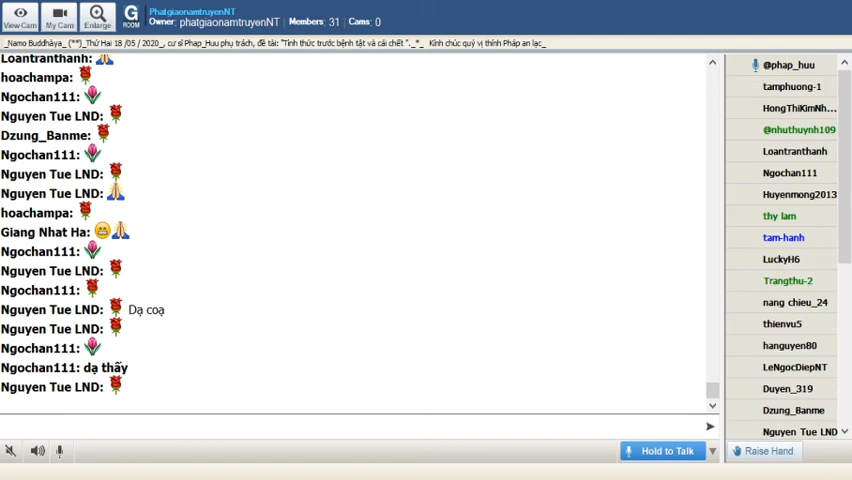 View Cam
My Cam
Enlarge
G
ROOM
PhatgiaonamtruyenNT
Owner: phatgiaonamtruyenNT Members: 31 Cams: 0
_Namo Buddhàya_ (**)_Thứ Hai 18 /05 / 2020_, cư sĩ Phap_Huu phụ trách, đề tài: "Tỉnh thức trước bệnh tật và cái chết "._*_ Kính chúc quý vị thính Pháp an lạc_
Loantranthanh:
hoachampa:
Ngochan111:
Nguyen Tue LND:
Dzung_Banme:
Ngochan111:
Nguyen Tue LND:
Nguyen Tue LND:
hoachampa:
Giang Nhat Ha:
Ngochan111:
Nguyen Tue LND:
Ngochan111:
Nguyen Tue LND: Dạ coạ
Nguyen Tue LND:
Ngochan111:
Ngochan111: dạ thấy
Nguyen Tue LND:
Hold to Talk
@phap_huu
tamphuong-1
HongThiKimNh...
@nhuthuynh109
Loantranthanh
Ngochan111
Huyenmong2013
thy lam
tam-hanh
LuckyH6
Trangthu-2
nang chieu_24
thienvu5
hanguyen80
LeNgocDiepNT
Duyen_319
Dzung_Banme
Nguyen Tue LND
Raise Hand